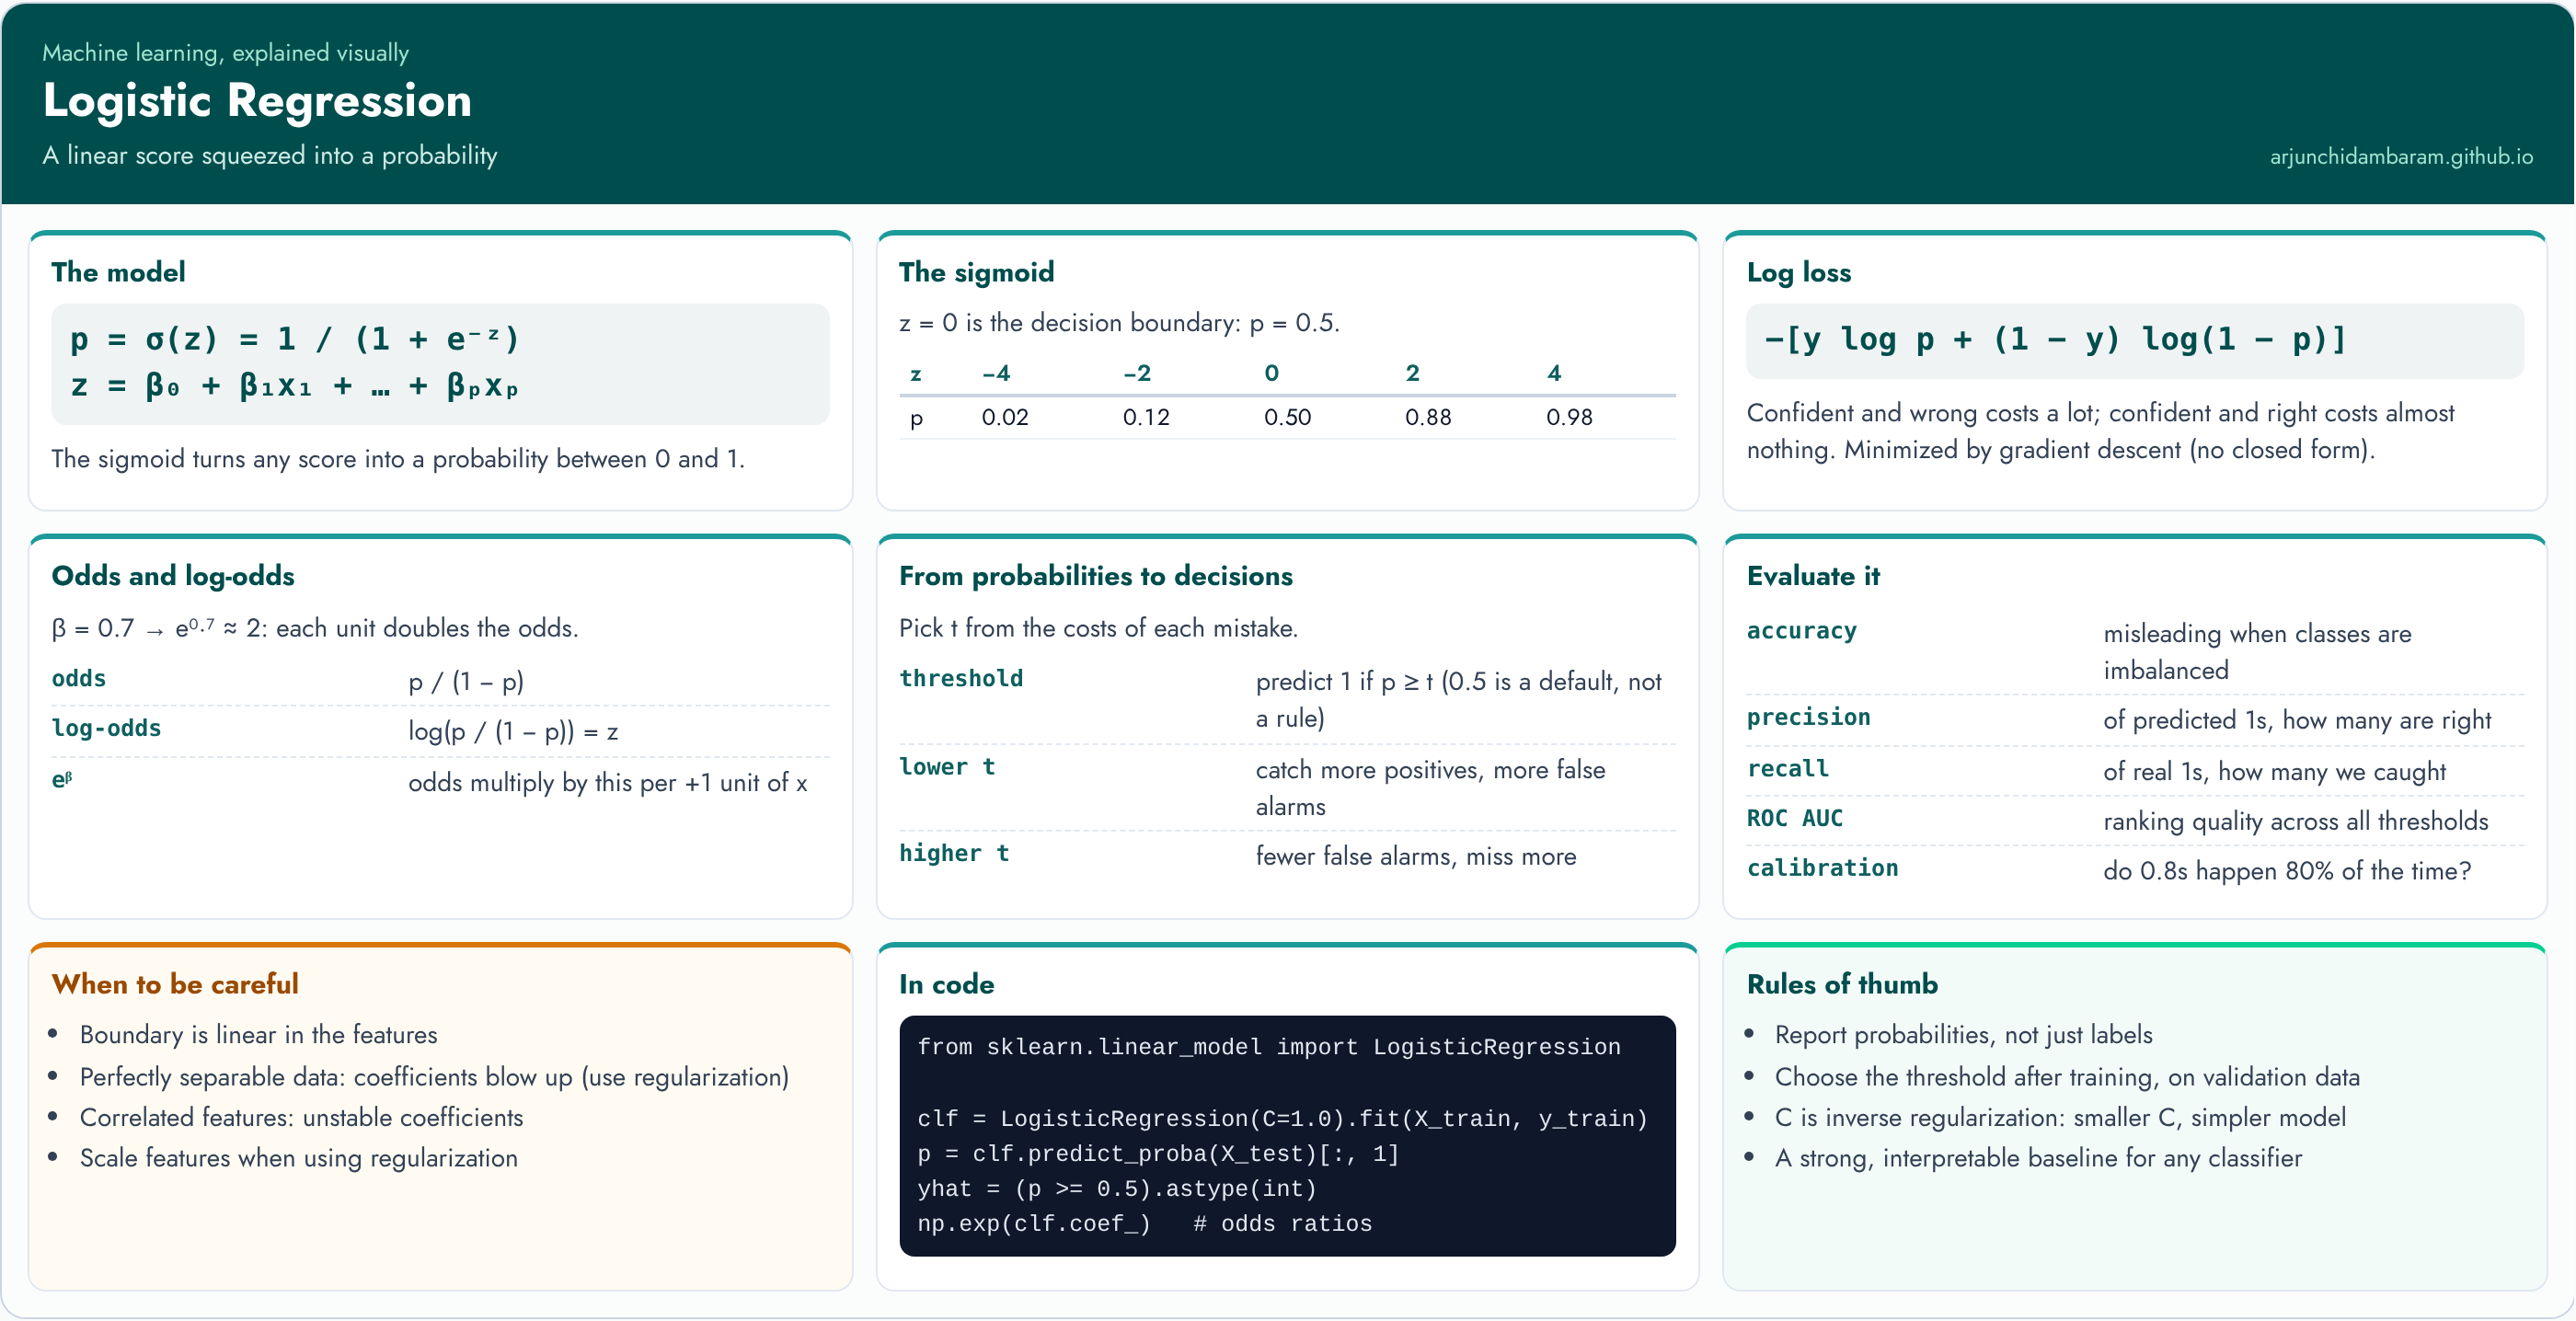 Machine learning, explained visually
Logistic Regression
A linear score squeezed into a probability
arjunchidambaram.github.io
The model
p = σ(z) = 1 / (1 + e⁻ᶻ)
z = β₀ + β₁x₁ + … + βₚxₚ
The sigmoid turns any score into a probability between 0 and 1.
The sigmoid
z = 0 is the decision boundary: p = 0.5.
z −4 −2 0 2 4
p 0.02 0.12 0.50 0.88 0.98
Log loss
−[y log p + (1 − y) log(1 − p)]
Confident and wrong costs a lot; confident and right costs almost
nothing. Minimized by gradient descent (no closed form).
Odds and log-odds
β = 0.7 → e⁰·⁷ ≈ 2: each unit doubles the odds.
odds p / (1 − p)
log-odds log(p / (1 − p)) = z
eᵝ odds multiply by this per +1 unit of x
From probabilities to decisions
Pick t from the costs of each mistake.
threshold predict 1 if p ≥ t (0.5 is a default, not
a rule)
lower t catch more positives, more false
alarms
higher t fewer false alarms, miss more
Evaluate it
accuracy misleading when classes are
imbalanced
precision of predicted 1s, how many are right
recall of real 1s, how many we caught
ROC AUC ranking quality across all thresholds
calibration do 0.8s happen 80% of the time?
When to be careful
• Boundary is linear in the features
• Perfectly separable data: coefficients blow up (use regularization)
• Correlated features: unstable coefficients
• Scale features when using regularization
In code
from sklearn.linear_model import LogisticRegression
clf = LogisticRegression(C=1.0).fit(X_train, y_train)
p = clf.predict_proba(X_test)[:, 1]
yhat = (p >= 0.5).astype(int)
np.exp(clf.coef_)   # odds ratios
Rules of thumb
• Report probabilities, not just labels
• Choose the threshold after training, on validation data
• C is inverse regularization: smaller C, simpler model
• A strong, interpretable baseline for any classifier